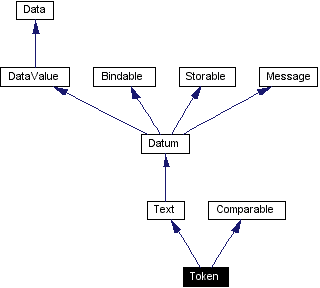 Data
DataValue
Bindable
Storable
Message
Datum
Text
Comparable
Token